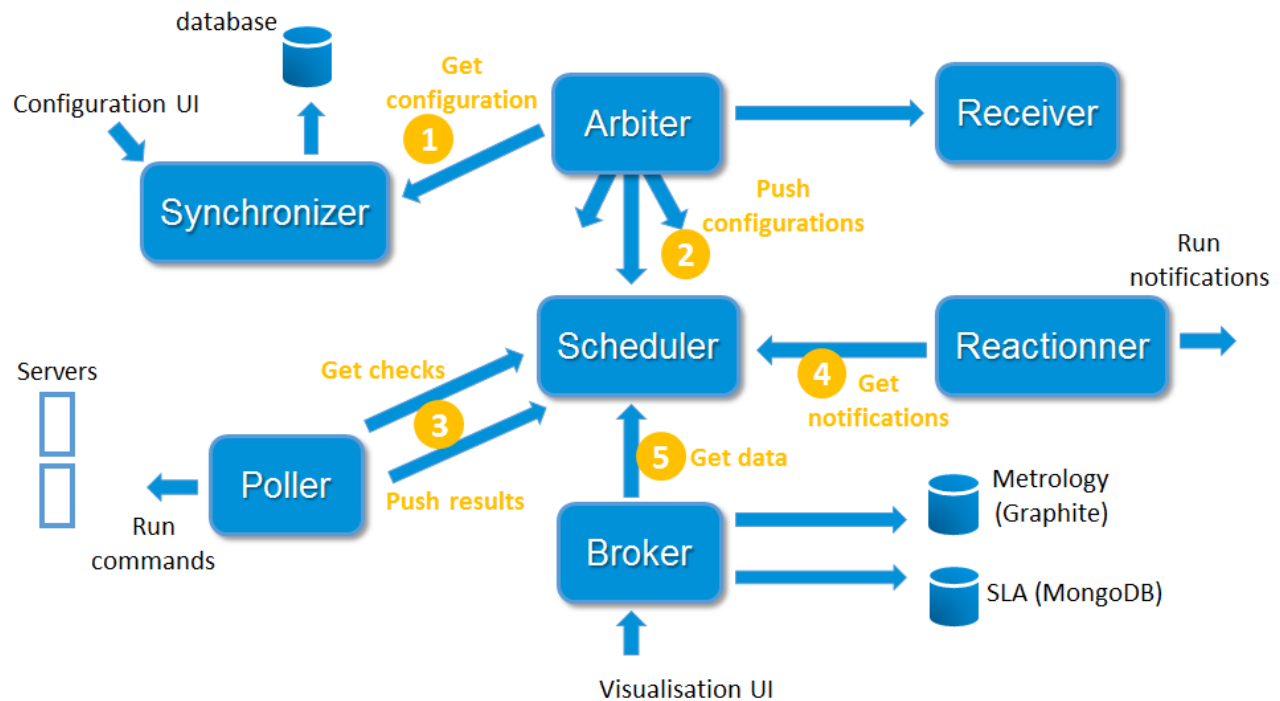 database
Configuration UI
Get
configuration
1
Arbiter
Receiver
Synchronizer
Push
configurations
2
Run
notifications
Scheduler
Reactionner
Servers
Get checks
3
4
Get
notifications
Poller
Push results
5
Get data
Run
commands
Broker
Metrology
(Graphite)
SLA (MongoDB)
Visualisation UI